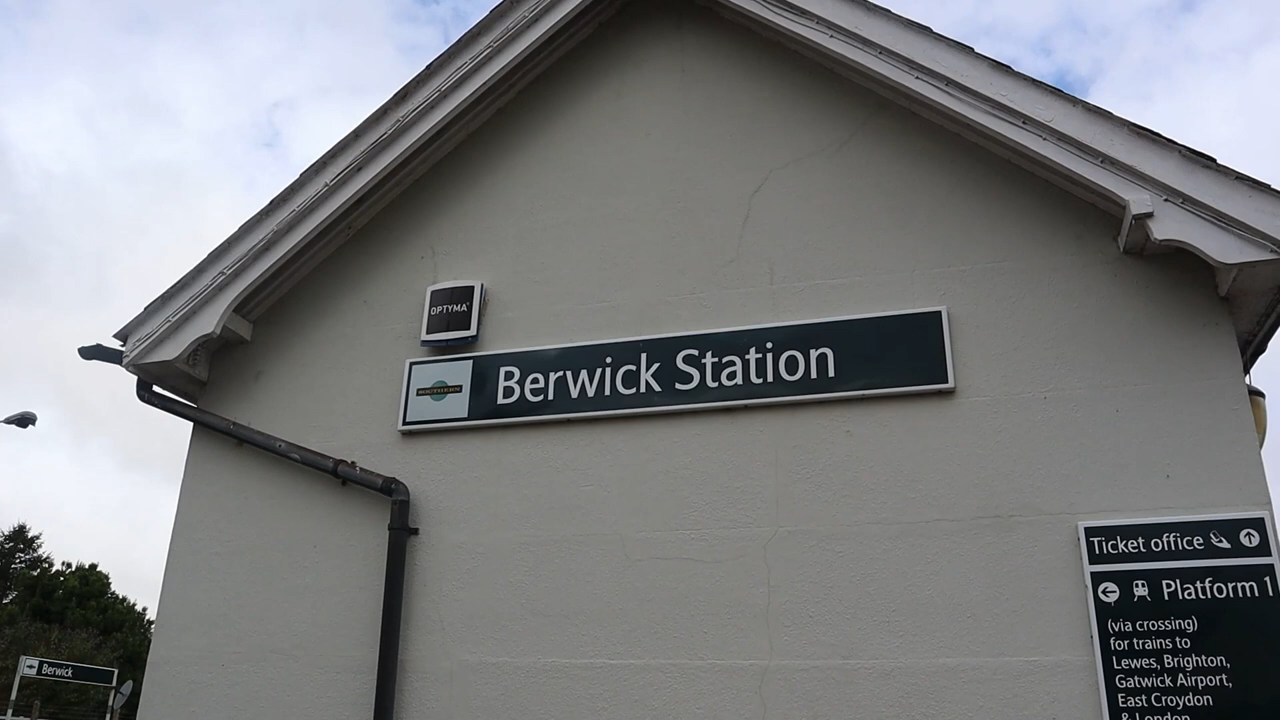 OPTYMA
SOUTHERN
Berwick Station
Ticket office
Platform 1
(via crossing)
for trains to
Lewes, Brighton,
Gatwick Airport,
East Croydon
& London
Berwick